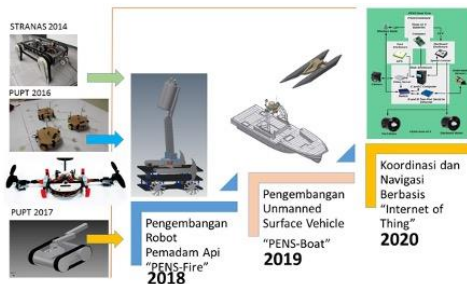 STRANAS 2014
PUPT 2016
PUPT 2017
Pengembangan
Robot
Pemadam Api
“PENS-Fire”
2018
Pengembangan
Unmanned
Surface Vehicle
“PENS-Boat”
2019
Koordinasi dan
Navigasi
Berbasis
“Internet of
Thing”
2020